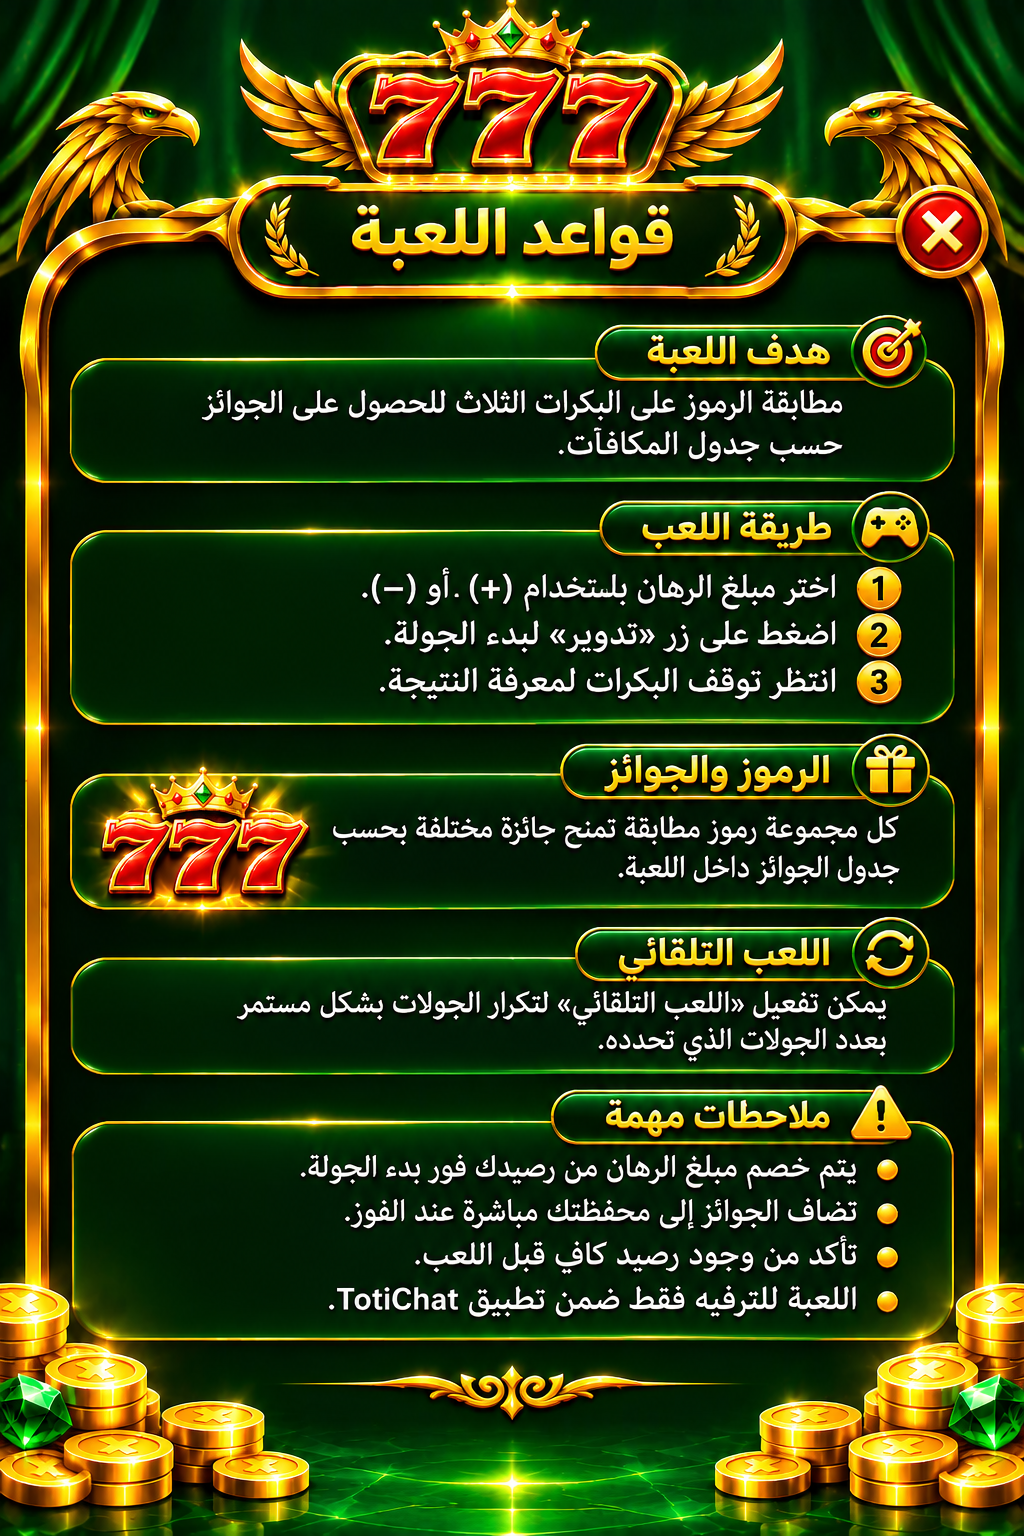 777
قواعد اللعبة
هدف اللعبة
مطابقة الرموز على البكرات الثلاث للحصول على الجوائز
حسب جدول المكافآت.
طريقة اللعب
1 اختر مبلغ الرهان بلستخدام (+) .أو (−).
2 اضغط على زر «تدوير» لبدء الجولة.
3 انتظر توقف البكرات لمعرفة النتيجة.
الرموز والجوائز
كل مجموعة رموز مطابقة تمنح جائزة مختلفة بحسب
جدول الجوائز داخل اللعبة.
777
اللعب التلقائي
يمكن تفعيل «اللعب التلقائي» لتكرار الجولات بشكل مستمر
بعدد الجولات الذي تحدده.
ملاحظات مهمة
يتم خصم مبلغ الرهان من رصيدك فور بدء الجولة.
تضاف الجوائز إلى محفظتك مباشرة عند الفوز.
تأكد من وجود رصيد كافي قبل اللعب.
اللعبة للترفيه فقط ضمن تطبيق TotiChat.